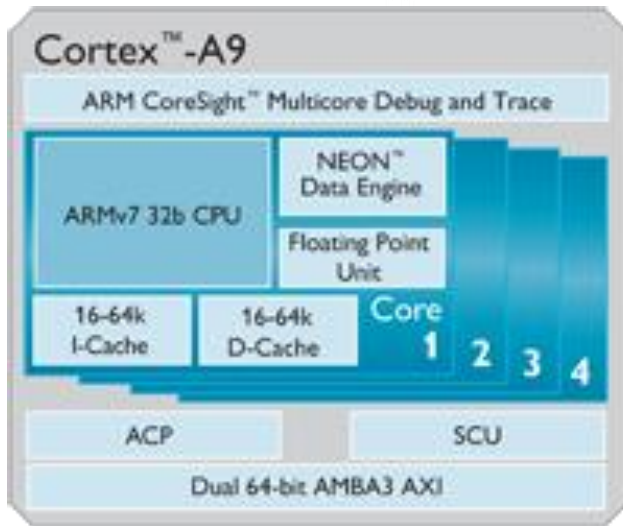 Cortex™-A9
ARM CoreSight™ Multicore Debug and Trace
ARMv7 32b CPU
NEON™
Data Engine
Floating Point
Unit
16-64k
I-Cache
16-64k
D-Cache
Core
1
2
3
4
ACP
SCU
Dual 64-bit AMBA3 AXI